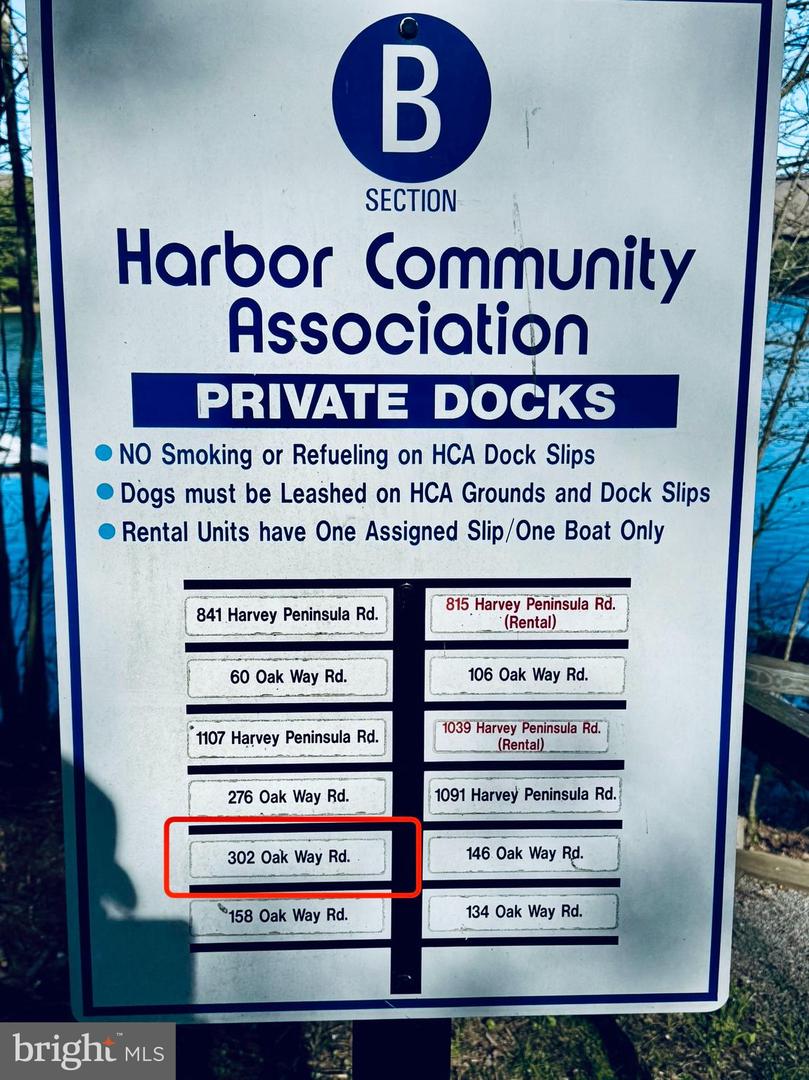 B
SECTION
Harbor Community
Association
PRIVATE DOCKS
NO Smoking or Refueling on HCA Dock Slips
Dogs must be Leashed on HCA Grounds and Dock Slips
Rental Units have One Assigned Slip/One Boat Only
841 Harvey Peninsula Rd.
815 Harvey Peninsula Rd.
(Rental)
60 Oak Way Rd.
106 Oak Way Rd.
1107 Harvey Peninsula Rd.
1039 Harvey Peninsula Rd.
(Rental)
276 Oak Way Rd.
1091 Harvey Peninsula Rd.
302 Oak Way Rd.
146 Oak Way Rd.
158 Oak Way Rd.
134 Oak Way Rd.
bright™ MLS